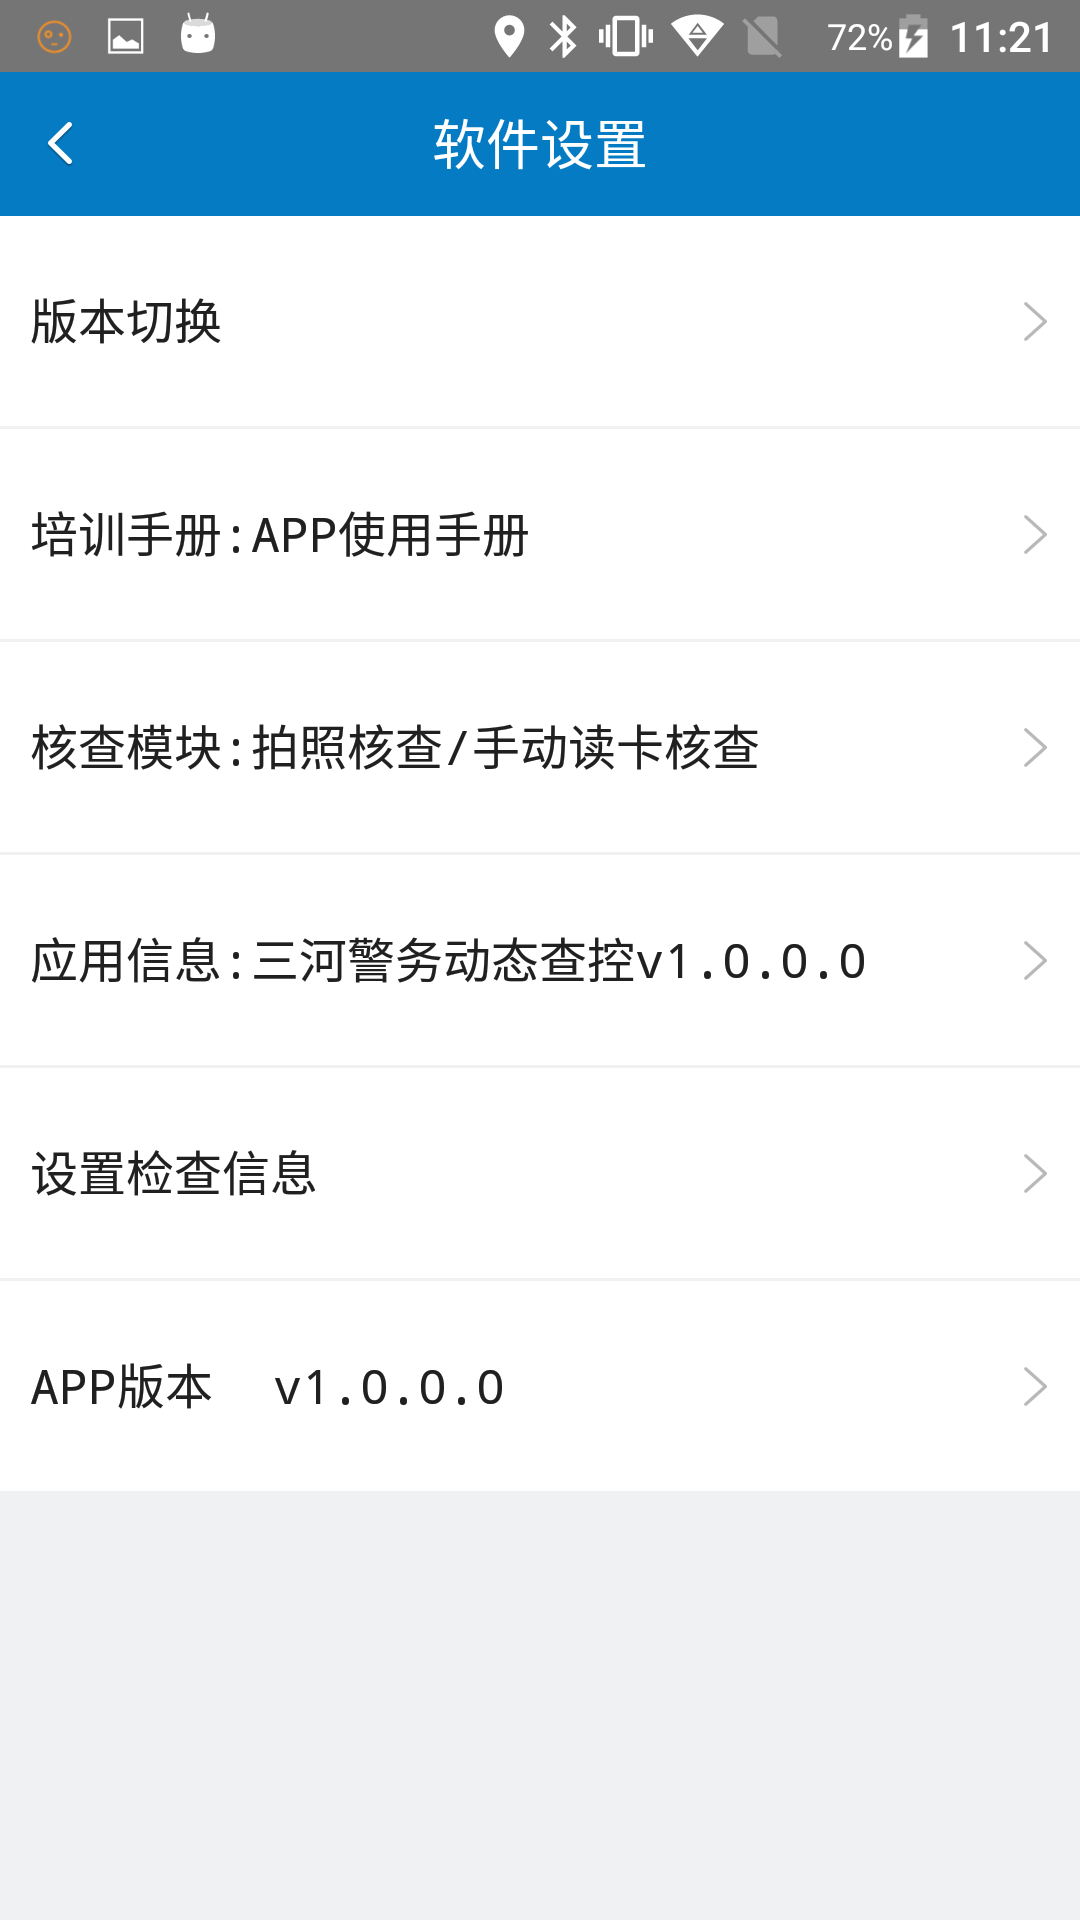 72% 11:21
软件设置
版本切换
培训手册:APP使用手册
核查模块:拍照核查/手动读卡核查
应用信息:三河警务动态查控v1.0.0.0
设置检查信息
APP版本  v1.0.0.0